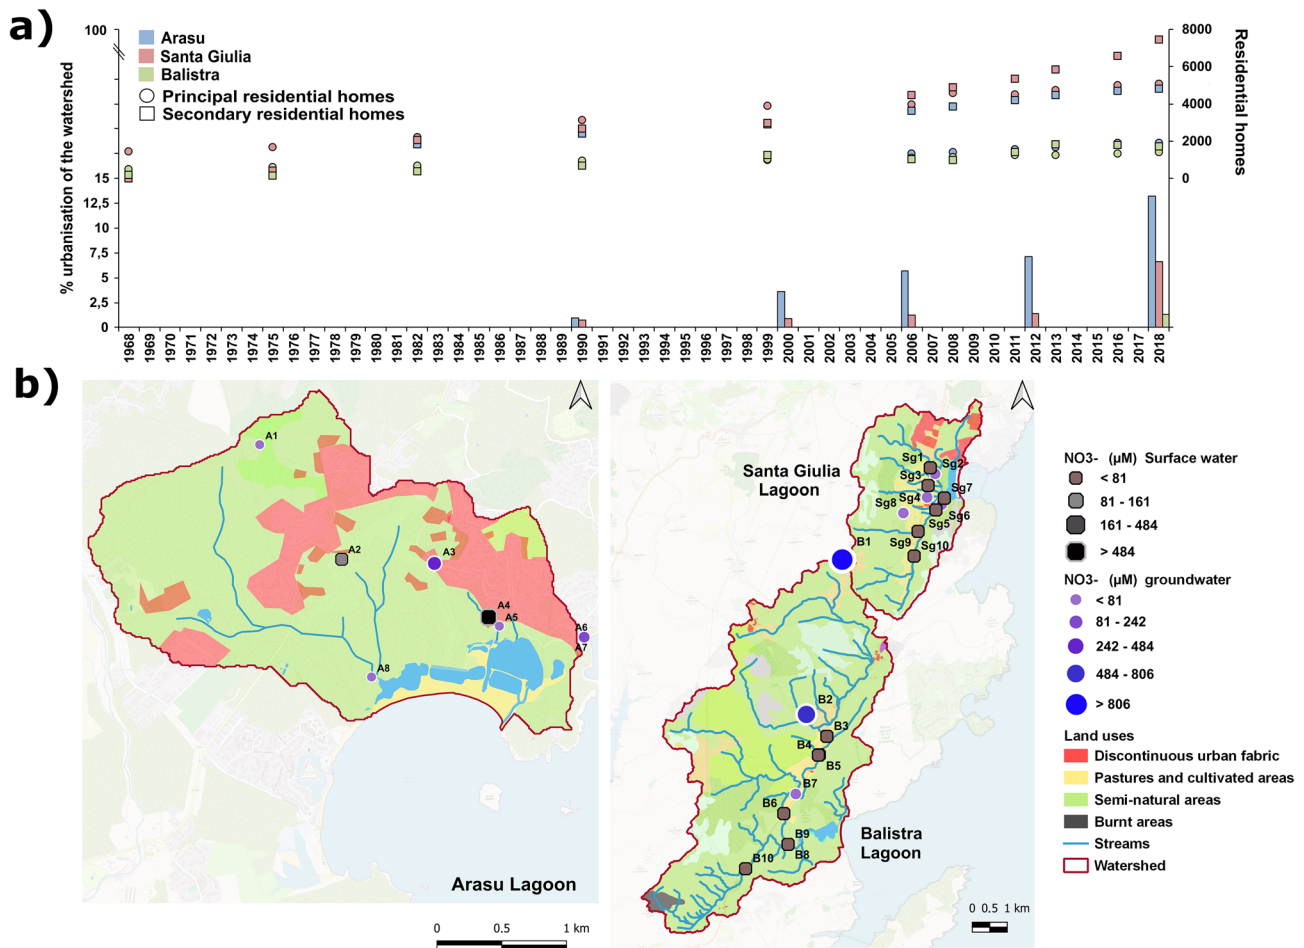 a)
Arasu
Santa Giulia
Balistra
Principal residential homes
Secondary residential homes
% urbanisation of the watershed
100
15
12,5
10
7,5
5
2,5
0
8000
6000
4000
2000
0
Residential homes
1968 1969 1970 1971 1972 1973 1974 1975 1976 1977 1978 1979 1980 1981 1982 1983 1984 1985 1986 1987 1988 1989 1990 1991 1992 1993 1994 1995 1996 1997 1998 1999 2000 2001 2002 2003 2004 2005 2006 2007 2008 2009 2010 2011 2012 2013 2014 2015 2016 2017 2018
b)
A1
A2
A3
A4
A5
A6
A7
A8
Arasu Lagoon
0 0.5 1 km
Santa Giulia
Lagoon
Sg1
Sg2
Sg3
Sg7
Sg4
Sg8
Sg6
Sg5
Sg9
Sg10
B1
B2
B3
B4
B5
B7
B6
B9
B8
B10
Balistra
Lagoon
0 0.5 1 km
NO3- (µM) Surface water
< 81
81 - 161
161 - 484
> 484
NO3- (µM) groundwater
< 81
81 - 242
242 - 484
484 - 806
> 806
Land uses
Discontinuous urban fabric
Pastures and cultivated areas
Semi-natural areas
Burnt areas
Streams
Watershed